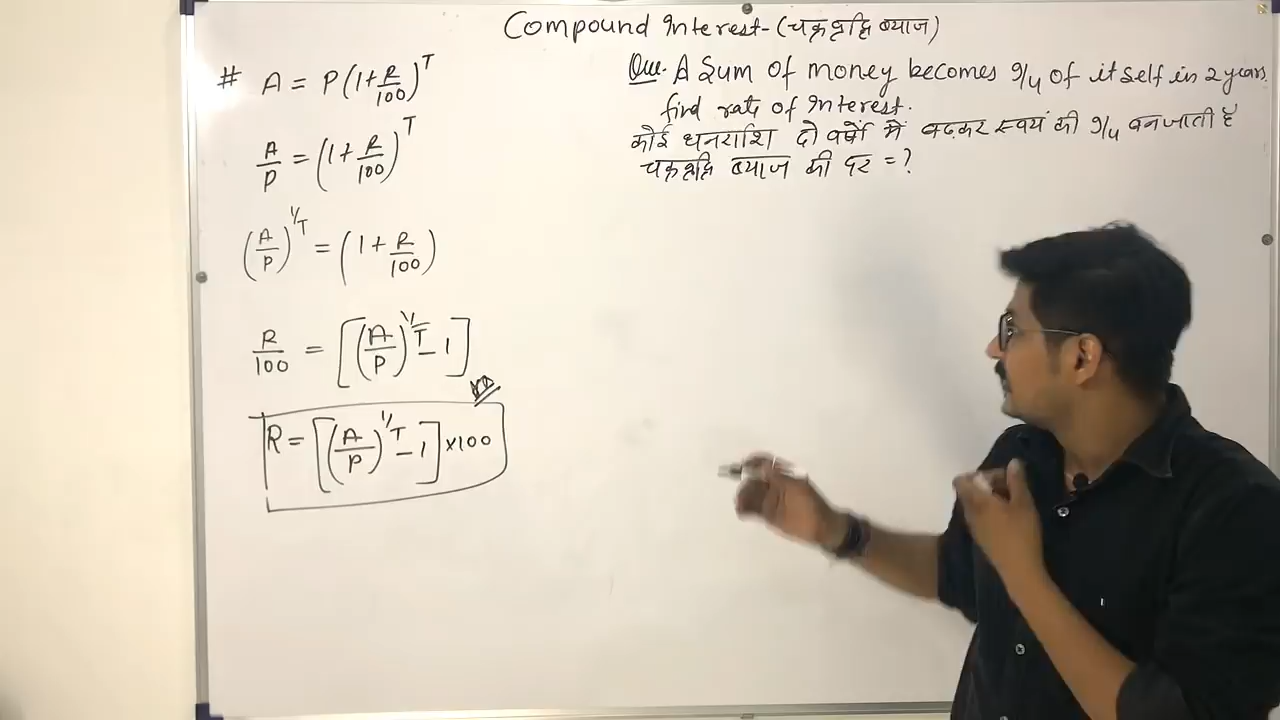 Compound Interest-(चक्रवृद्धि ब्याज)
# A = P(1+R/100)^T
A/P = (1+R/100)^T
(A/P)^1/T = (1+R/100)
R/100 = [(A/P)^1/T - 1]
R = [(A/P)^1/T - 1] ×100
Que. A Sum of money becomes 9/4 of itself in 2 years.
find rate of Interest.
कोई धनराशि दो वर्षों में बढ़कर स्वयं की 9/4 बन जाती है
चक्रवृद्धि ब्याज की दर =?